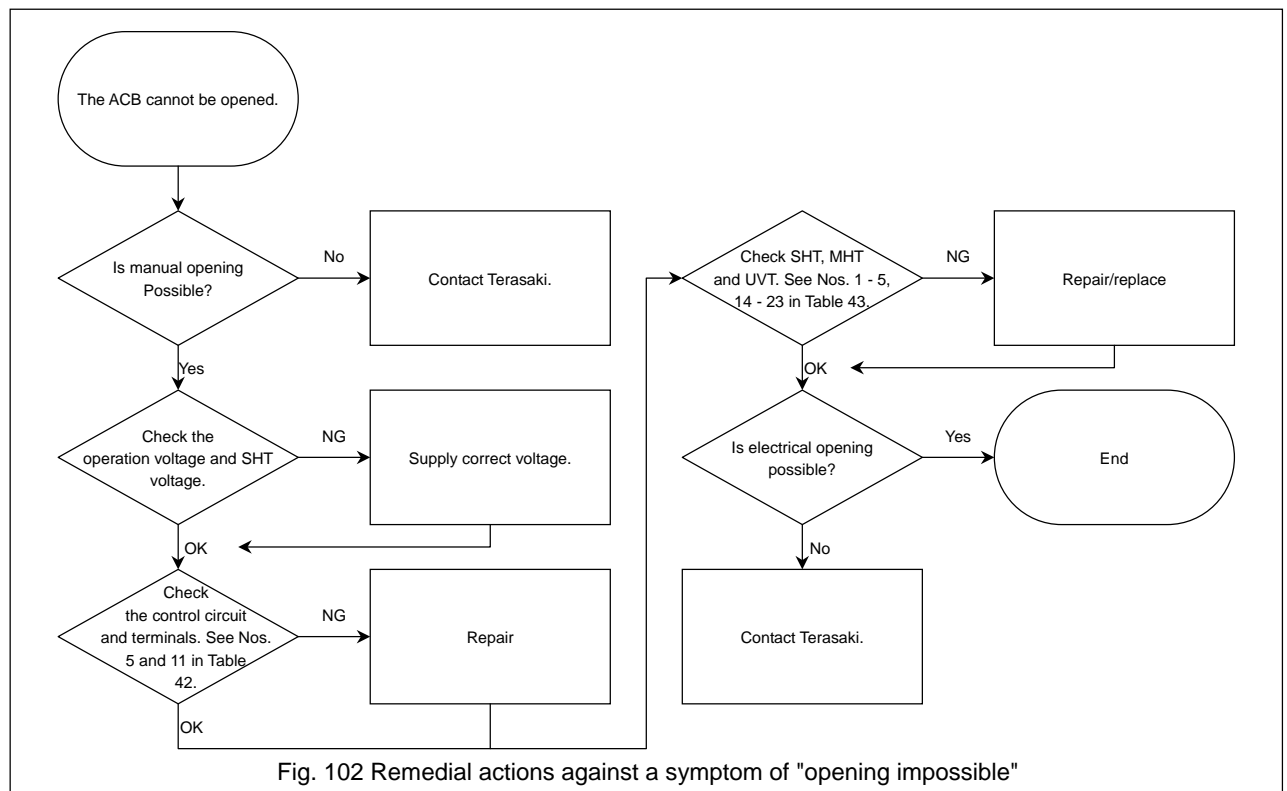 The ACB cannot be opened.
Is manual opening
Possible?
No
Contact Terasaki.
Yes
Check the
operation voltage and SHT
voltage.
NG
Supply correct voltage.
OK
Check
the control circuit
and terminals. See Nos.
5 and 11 in Table
42.
NG
Repair
OK
Check SHT, MHT
and UVT. See Nos. 1 - 5,
14 - 23 in Table 43.
NG
Repair/replace
OK
Is electrical opening
possible?
Yes
End
No
Contact Terasaki.
Fig. 102 Remedial actions against a symptom of "opening impossible"